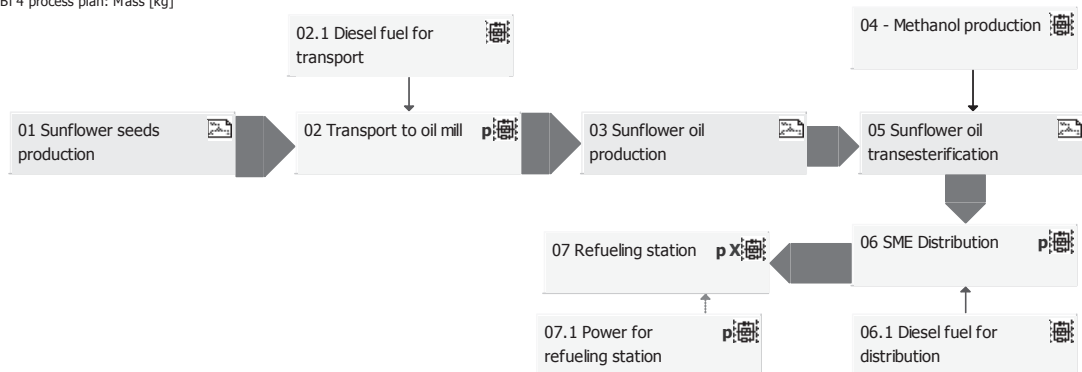 GaBi 4 process plan: Mass [kg]
02.1 Diesel fuel for
transport
04 - Methanol production
01 Sunflower seeds
production
02 Transport to oil mill p
03 Sunflower oil
production
05 Sunflower oil
transesterification
07 Refueling station p X
06 SME Distribution p
07.1 Power for p
refueling station
06.1 Diesel fuel for
distribution